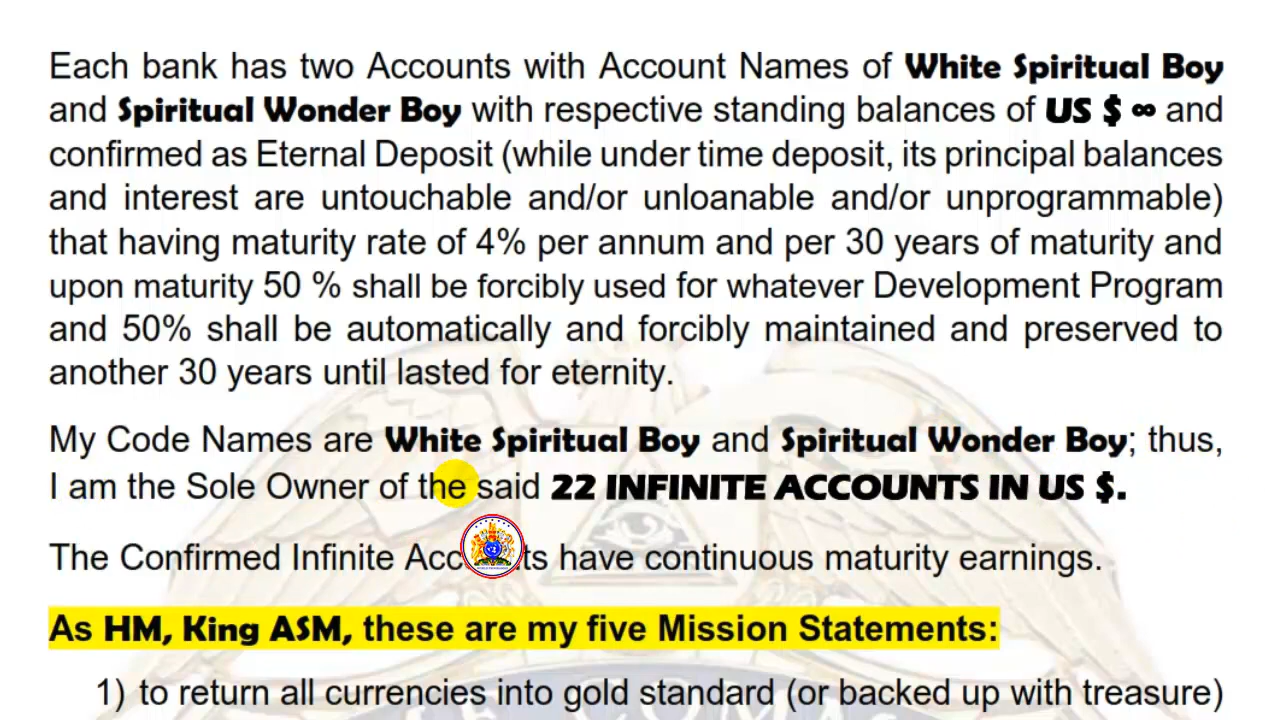 Each bank has two Accounts with Account Names of White Spiritual Boy
and Spiritual Wonder Boy with respective standing balances of US $ ∞ and
confirmed as Eternal Deposit (while under time deposit, its principal balances
and interest are untouchable and/or unloanable and/or unprogrammable)
that having maturity rate of 4% per annum and per 30 years of maturity and
upon maturity 50 % shall be forcibly used for whatever Development Program
and 50% shall be automatically and forcibly maintained and preserved to
another 30 years until lasted for eternity.
My Code Names are White Spiritual Boy and Spiritual Wonder Boy; thus,
I am the Sole Owner of the said 22 INFINITE ACCOUNTS IN US $.
The Confirmed Infinite have continuous maturity earnings.
As HM, King ASM, these are my five Mission Statements:
1) to return all currencies into gold standard (or backed up with treasure)